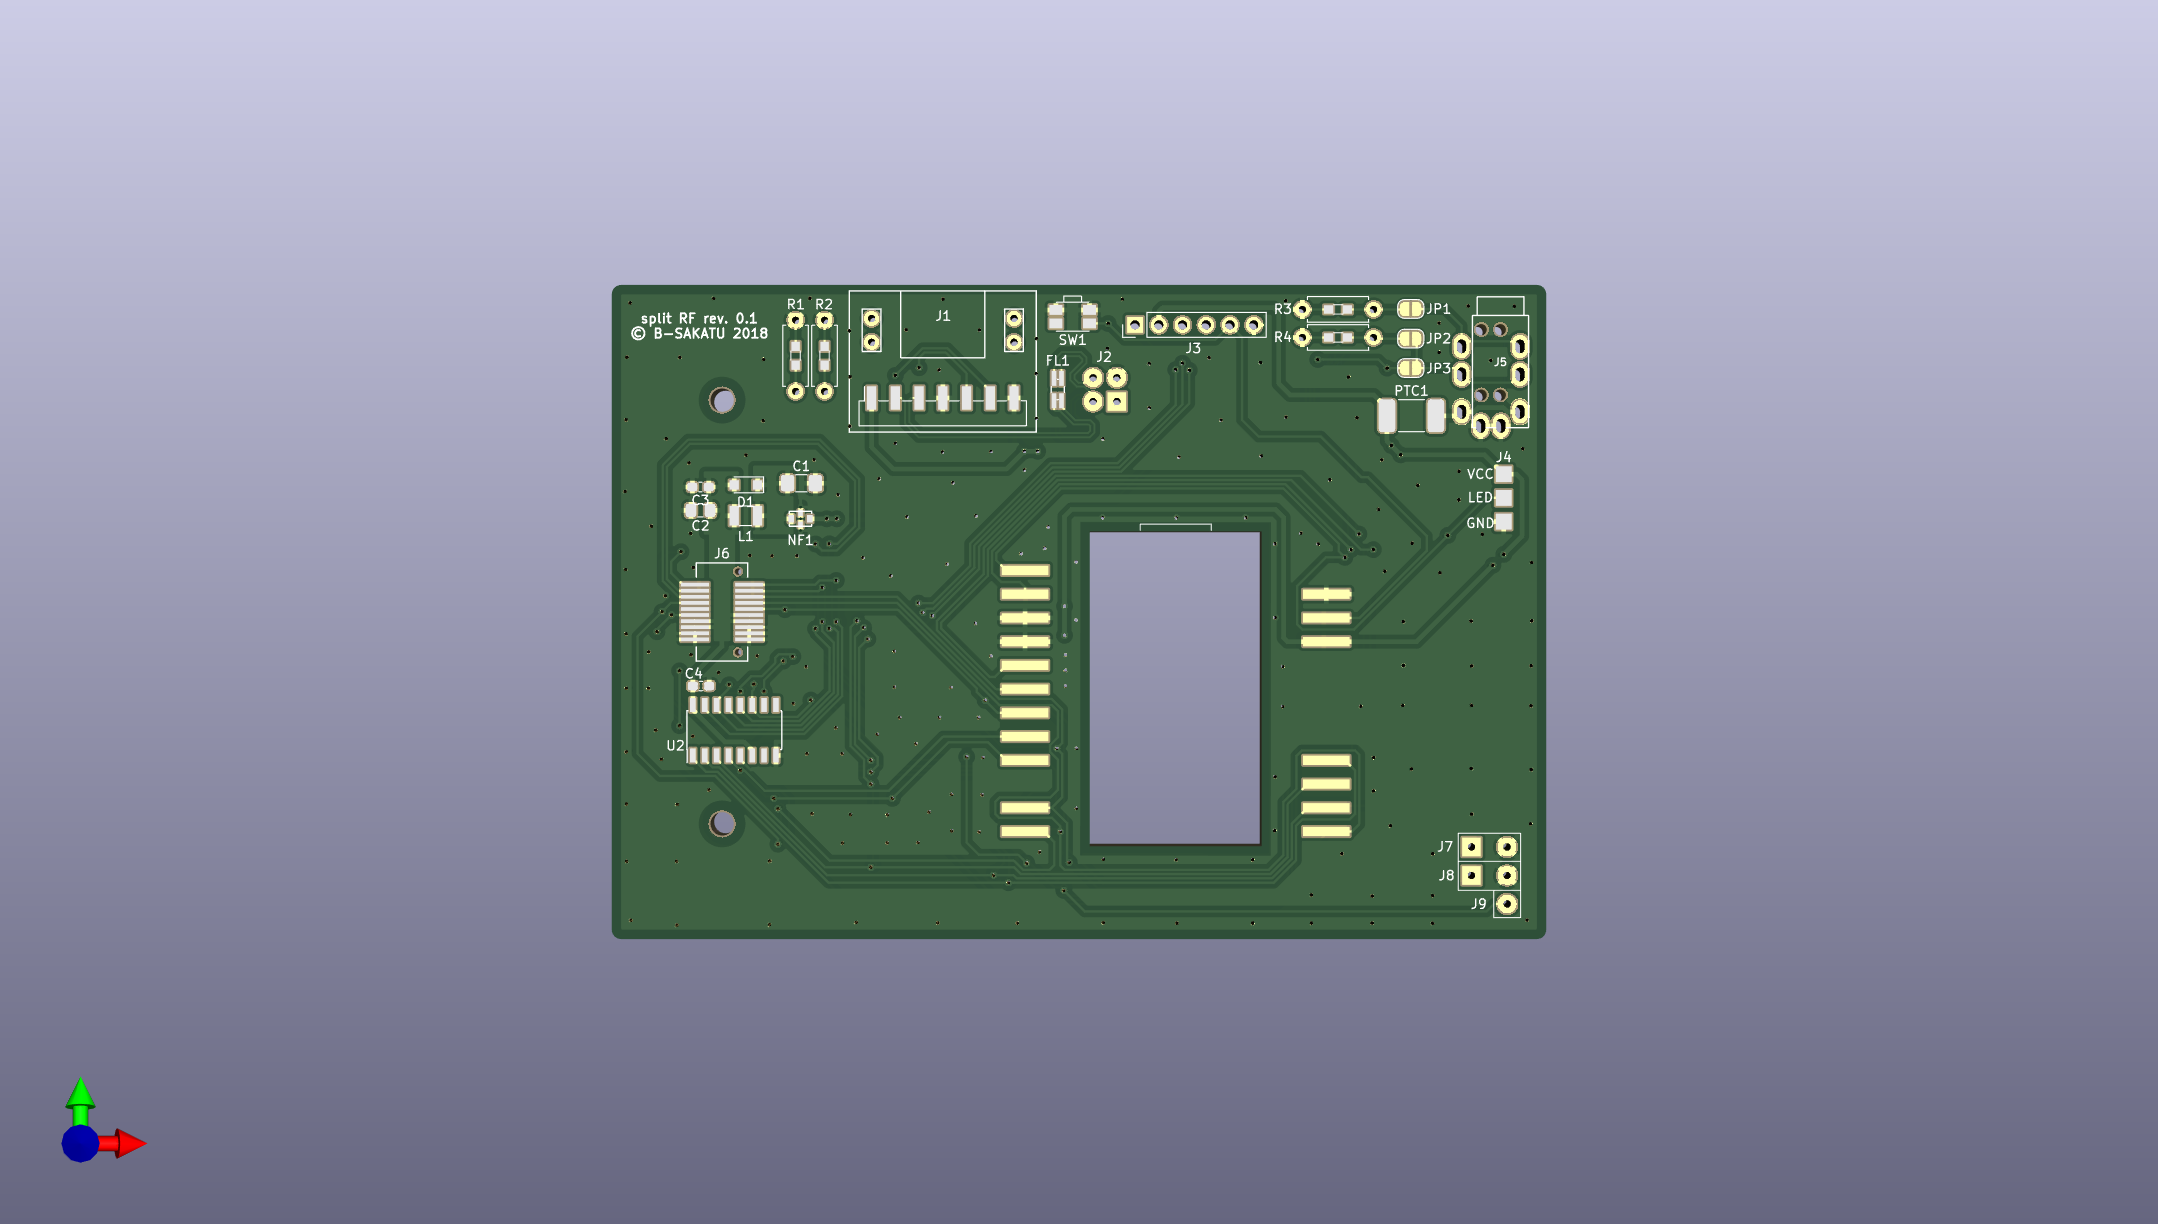 split RF rev. 0.1
© B-SAKATU 2018
R1
R2
J1
SW1
J3
FL1
J2
R3
R4
JP1
JP2
JP3
J5
PTC1
J4
VCC
LED
GND
C1
C3
D1
C2
L1
NF1
J6
C4
U2
J7
J8
J9